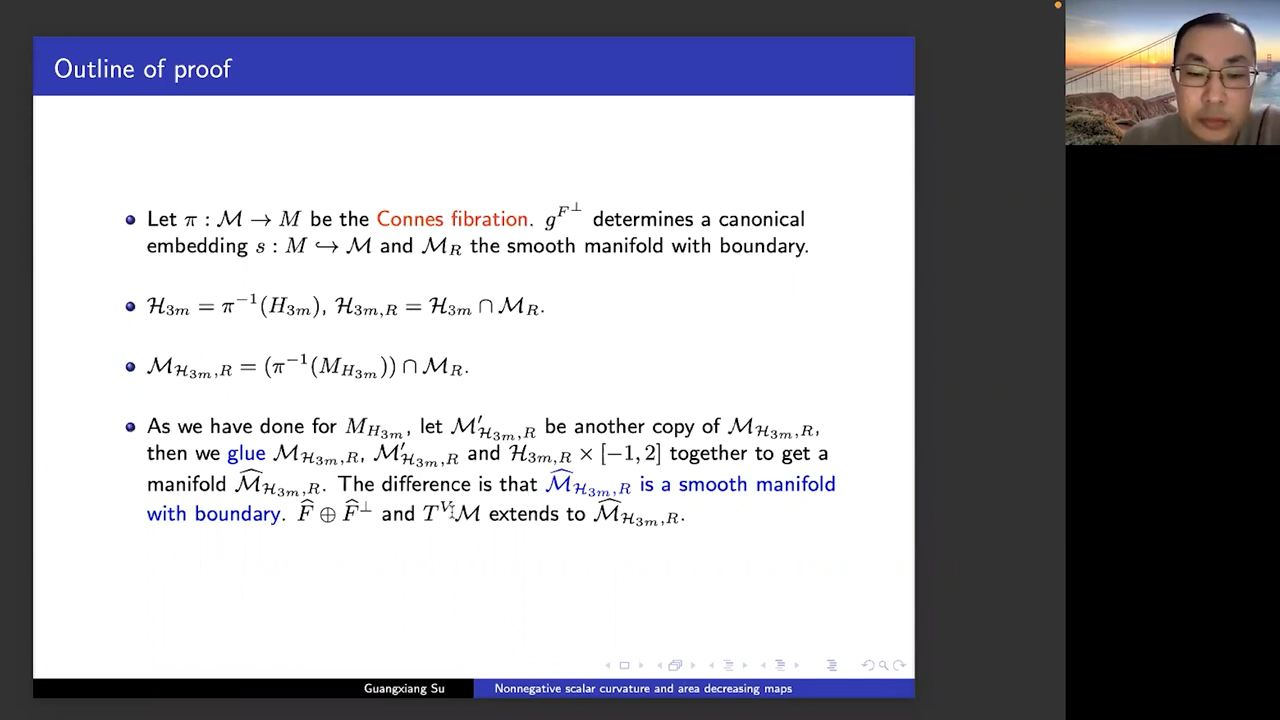 Outline of proof
Let π : ℳ → M be the Connes fibration. g^{F^⊥} determines a canonical
embedding s : M ↪ ℳ and ℳ_R the smooth manifold with boundary.
ℋ_{3m} = π^{−1}(H_{3m}), ℋ_{3m,R} = ℋ_{3m} ∩ ℳ_R.
ℳ_{ℋ_{3m},R} = (π^{−1}(M_{H_{3m}})) ∩ ℳ_R.
As we have done for M_{H_{3m}}, let ℳ′_{ℋ_{3m},R} be another copy of ℳ_{ℋ_{3m},R},
then we glue ℳ_{ℋ_{3m},R}, ℳ′_{ℋ_{3m},R} and ℋ_{3m,R} × [−1, 2] together to get a
manifold \widehat{ℳ}_{ℋ_{3m},R}. The difference is that \widehat{ℳ}_{ℋ_{3m},R} is a smooth manifold
with boundary. \widehat{F} ⊕ \widehat{F}^⊥ and T^Vℳ extends to \widehat{ℳ}_{ℋ_{3m},R}.
Guangxiang Su Nonnegative scalar curvature and area decreasing maps